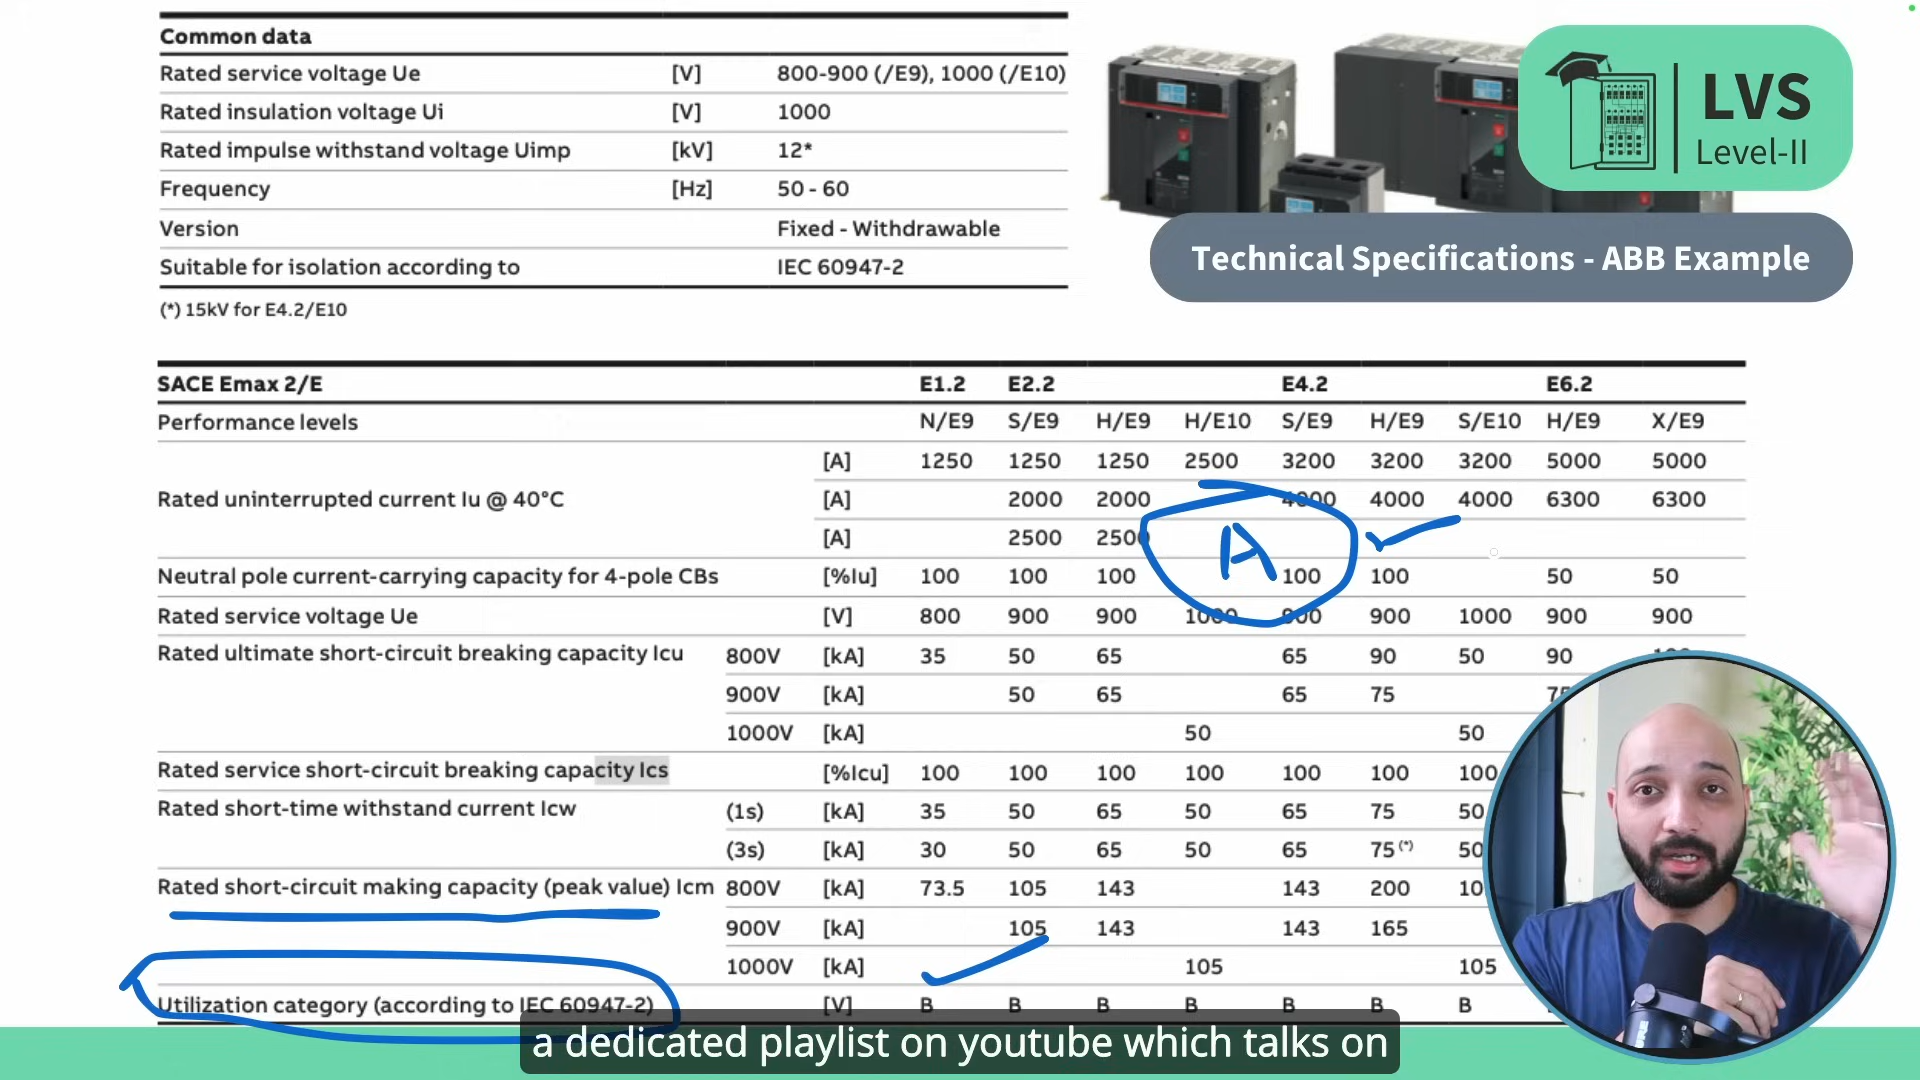 Common data
Rated service voltage Ue [V] 800-900 (/E9), 1000 (/E10)
Rated insulation voltage Ui [V] 1000
Rated impulse withstand voltage Uimp [kV] 12*
Frequency [Hz] 50 - 60
Version Fixed - Withdrawable
Suitable for isolation according to IEC 60947-2
(*) 15kV for E4.2/E10
LVS
Level-II
Technical Specifications - ABB Example
SACE Emax 2/E E1.2 E2.2 E4.2 E6.2
Performance levels N/E9 S/E9 H/E9 H/E10 S/E9 H/E9 S/E10 H/E9 X/E9
[A] 1250 1250 1250 2500 3200 3200 3200 5000 5000
Rated uninterrupted current Iu @ 40°C [A] 2000 2000 4000 4000 4000 6300 6300
[A] 2500 2500
A
Neutral pole current-carrying capacity for 4-pole CBs [%Iu] 100 100 100 100 100 50 50
Rated service voltage Ue [V] 800 900 900 1000 900 900 1000 900 900
Rated ultimate short-circuit breaking capacity Icu 800V [kA] 35 50 65 65 90 50 90
900V [kA] 50 65 65 75
1000V [kA] 50 50
Rated service short-circuit breaking capacity Ics [%Icu] 100 100 100 100 100 100 100
Rated short-time withstand current Icw (1s) [kA] 35 50 65 50 65 75 50
(3s) [kA] 30 50 65 50 65 75 (*) 50
Rated short-circuit making capacity (peak value) Icm 800V [kA] 73.5 105 143 143 200
900V [kA] 105 143 143 165
1000V [kA] 105 105
Utilization category (according to IEC 60947-2) [V] B B B B B B B
a dedicated playlist on youtube which talks on